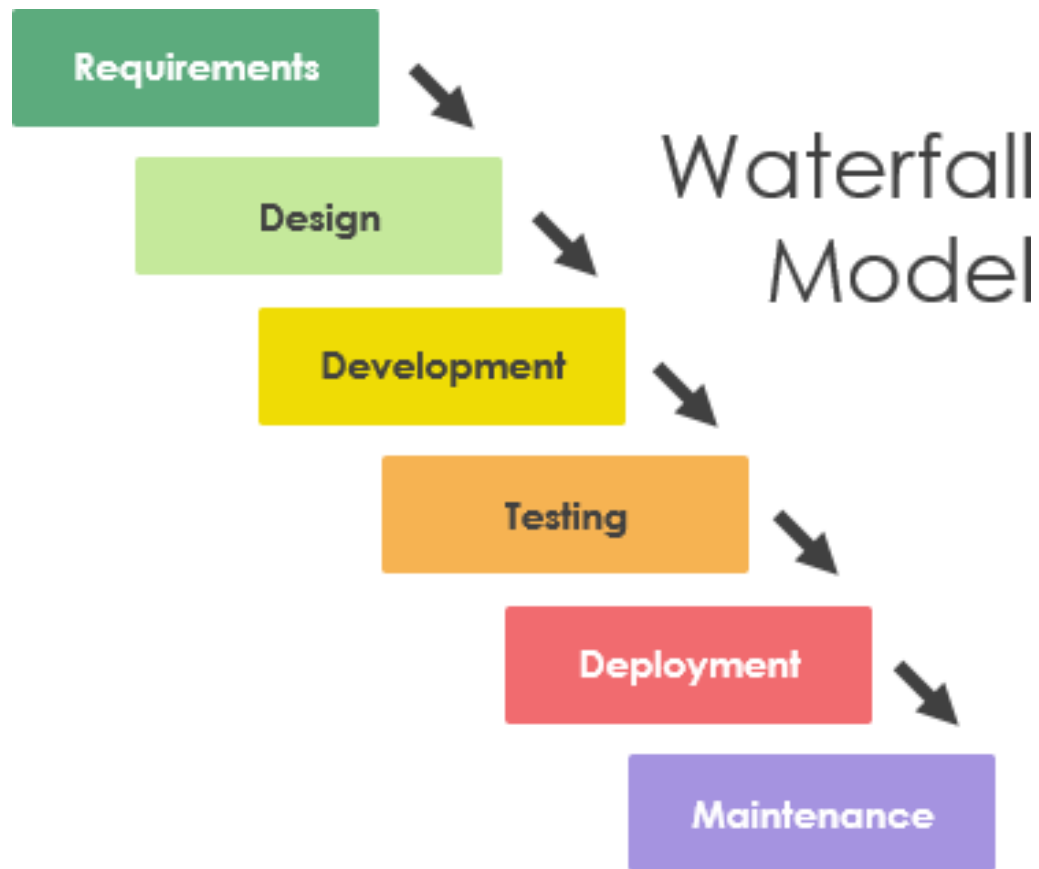 Requirements
Design
Waterfall
Model
Development
Testing
Deployment
Maintenance